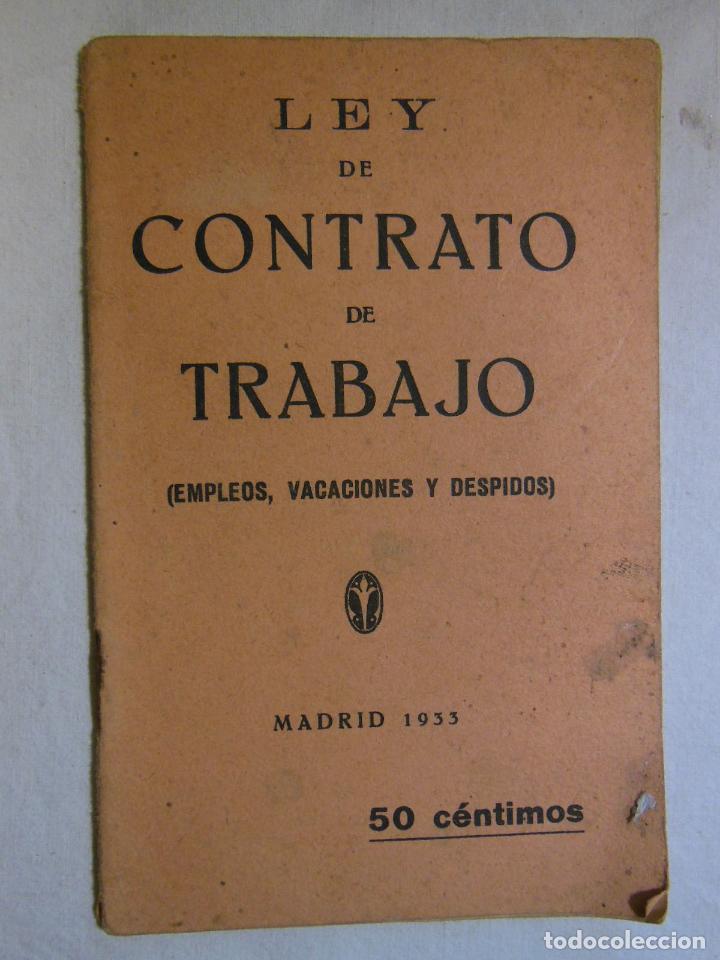 LEY
DE
CONTRATO
DE
TRABAJO
(EMPLEOS, VACACIONES Y DESPIDOS)
MADRID 1933
50 céntimos
todocoleccion